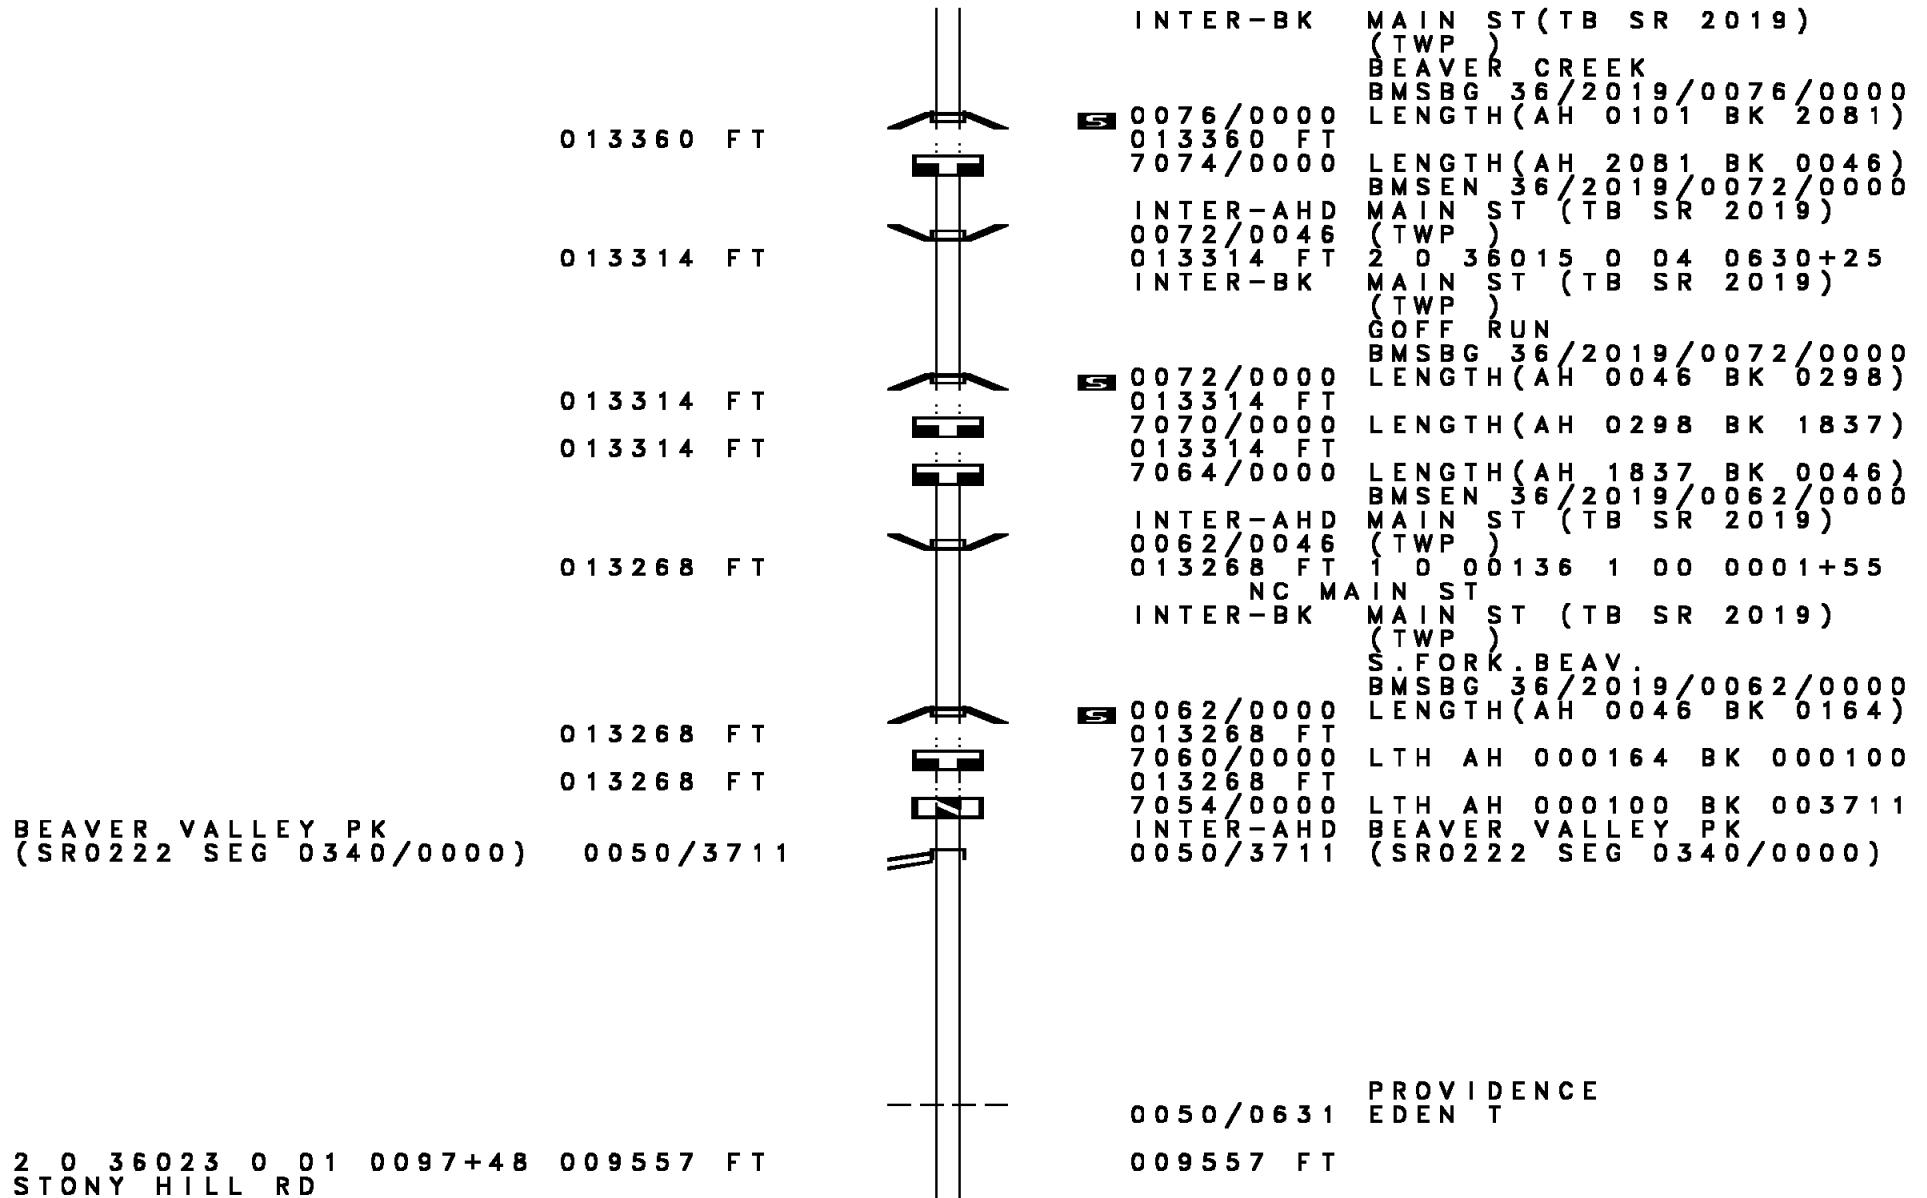 INTER-BK MAIN ST(TB SR 2019)
(TWP )
BEAVER CREEK
BMSBG 36/2019/0076/0000
S 0076/0000 LENGTH(AH 0101 BK 2081)
013360 FT 013360 FT
7074/0000 LENGTH(AH 2081 BK 0046)
BMSEN 36/2019/0072/0000
INTER-AHD MAIN ST (TB SR 2019)
0072/0046 (TWP )
013314 FT 013314 FT 2 0 36015 0 04 0630+25
INTER-BK MAIN ST (TB SR 2019)
(TWP )
GOFF RUN
BMSBG 36/2019/0072/0000
S 0072/0000 LENGTH(AH 0046 BK 0298)
013314 FT 013314 FT
7070/0000 LENGTH(AH 0298 BK 1837)
013314 FT 013314 FT
7064/0000 LENGTH(AH 1837 BK 0046)
BMSEN 36/2019/0062/0000
INTER-AHD MAIN ST (TB SR 2019)
0062/0046 (TWP )
013268 FT 013268 FT 1 0 00136 1 00 0001+55
NC MAIN ST
INTER-BK MAIN ST (TB SR 2019)
(TWP )
S.FORK.BEAV.
BMSBG 36/2019/0062/0000
S 0062/0000 LENGTH(AH 0046 BK 0164)
013268 FT 013268 FT
7060/0000 LTH AH 000164 BK 000100
013268 FT 013268 FT
7054/0000 LTH AH 000100 BK 003711
BEAVER VALLEY PK INTER-AHD BEAVER VALLEY PK
(SR0222 SEG 0340/0000) 0050/3711 0050/3711 (SR0222 SEG 0340/0000)
PROVIDENCE
0050/0631 EDEN T
2 0 36023 0 01 0097+48 009557 FT 009557 FT
STONY HILL RD